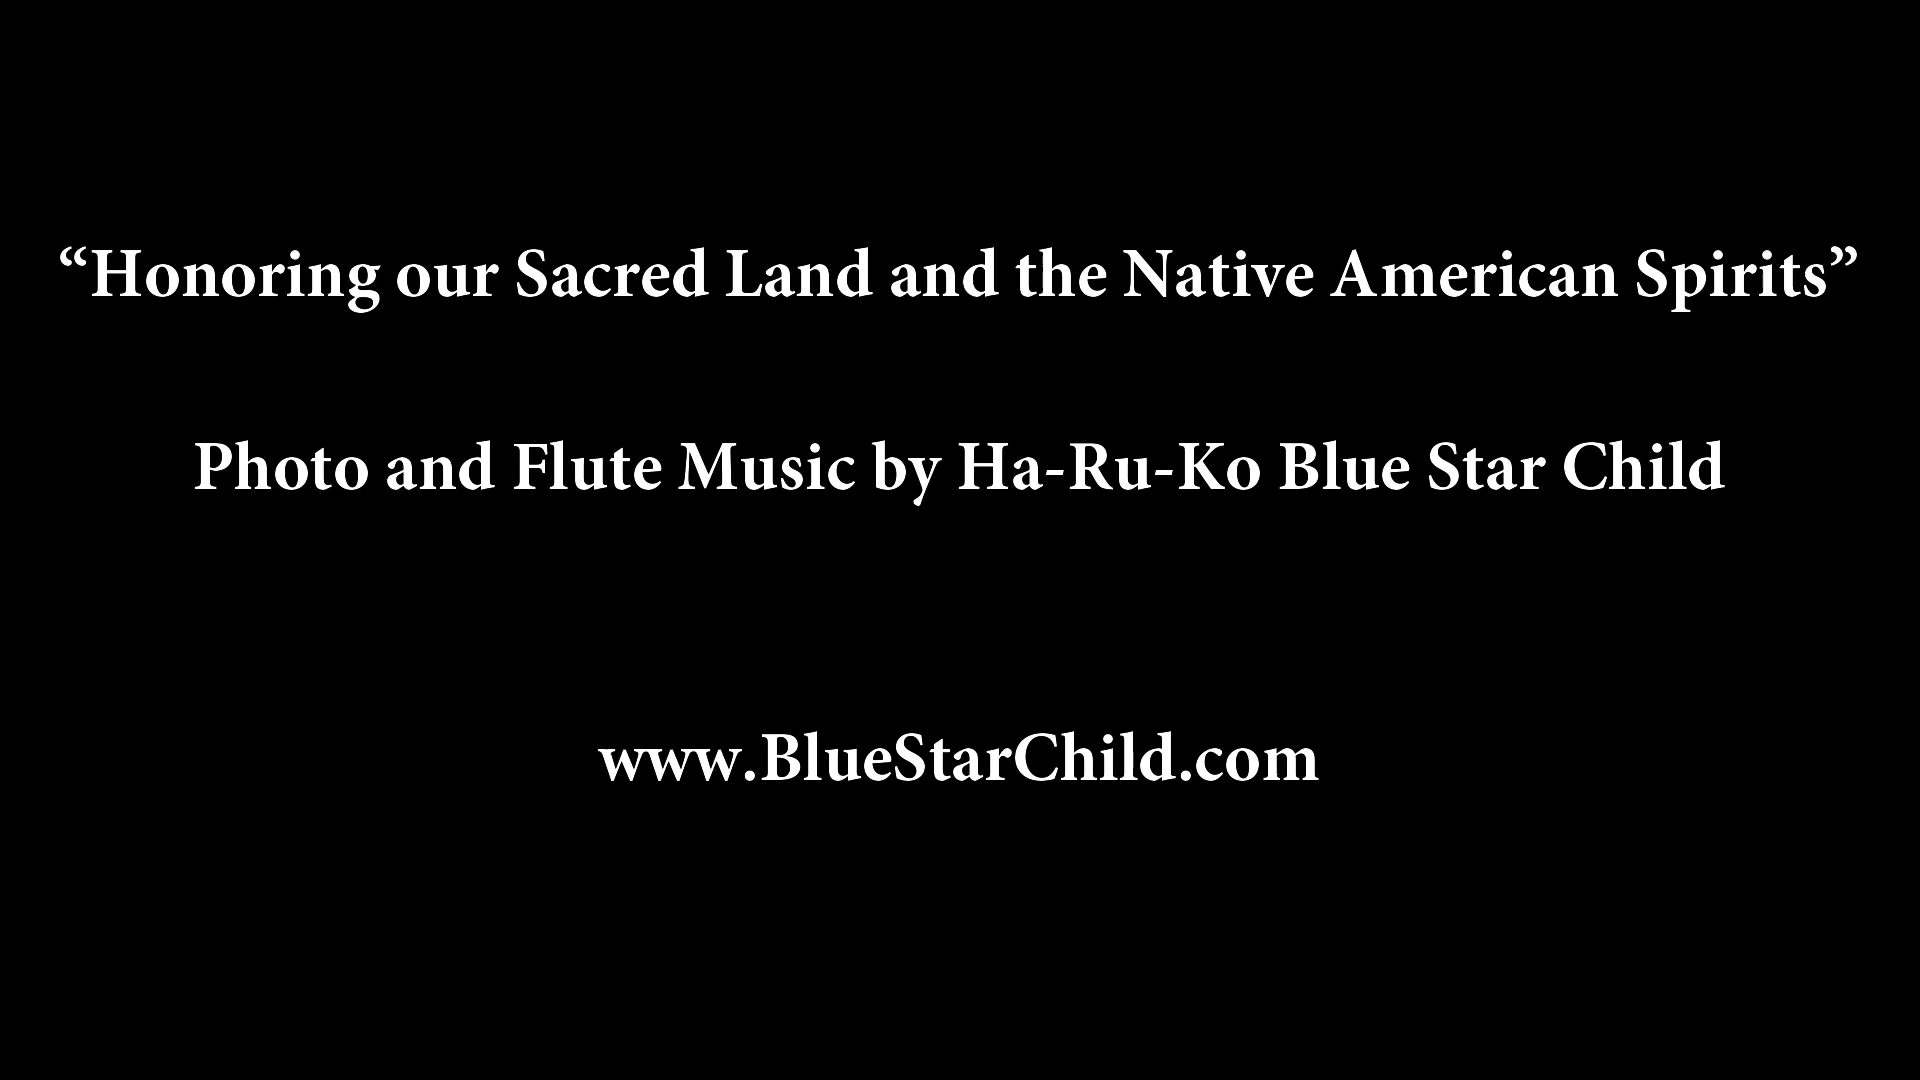 “Honoring our Sacred Land and the Native American Spirits”
Photo and Flute Music by Ha-Ru-Ko Blue Star Child
www.BlueStarChild.com